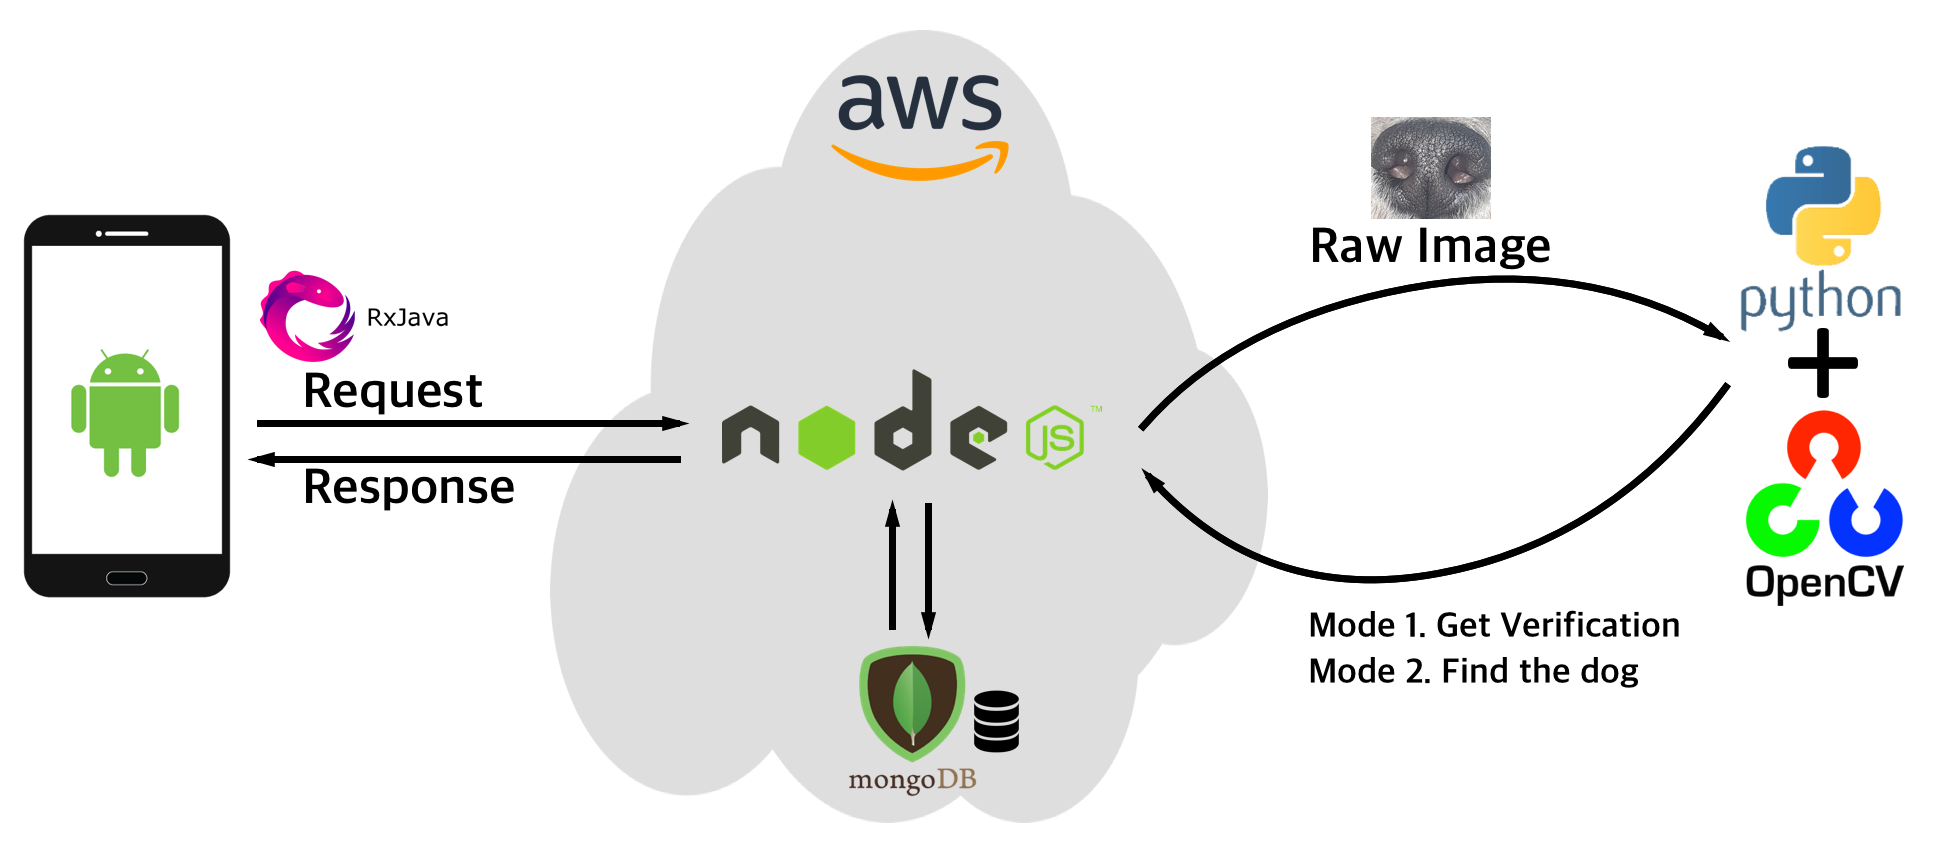 aws
RxJava
Request
Response
node
JS
TM
mongoDB
Raw Image
python
OpenCV
Mode 1. Get Verification
Mode 2. Find the dog